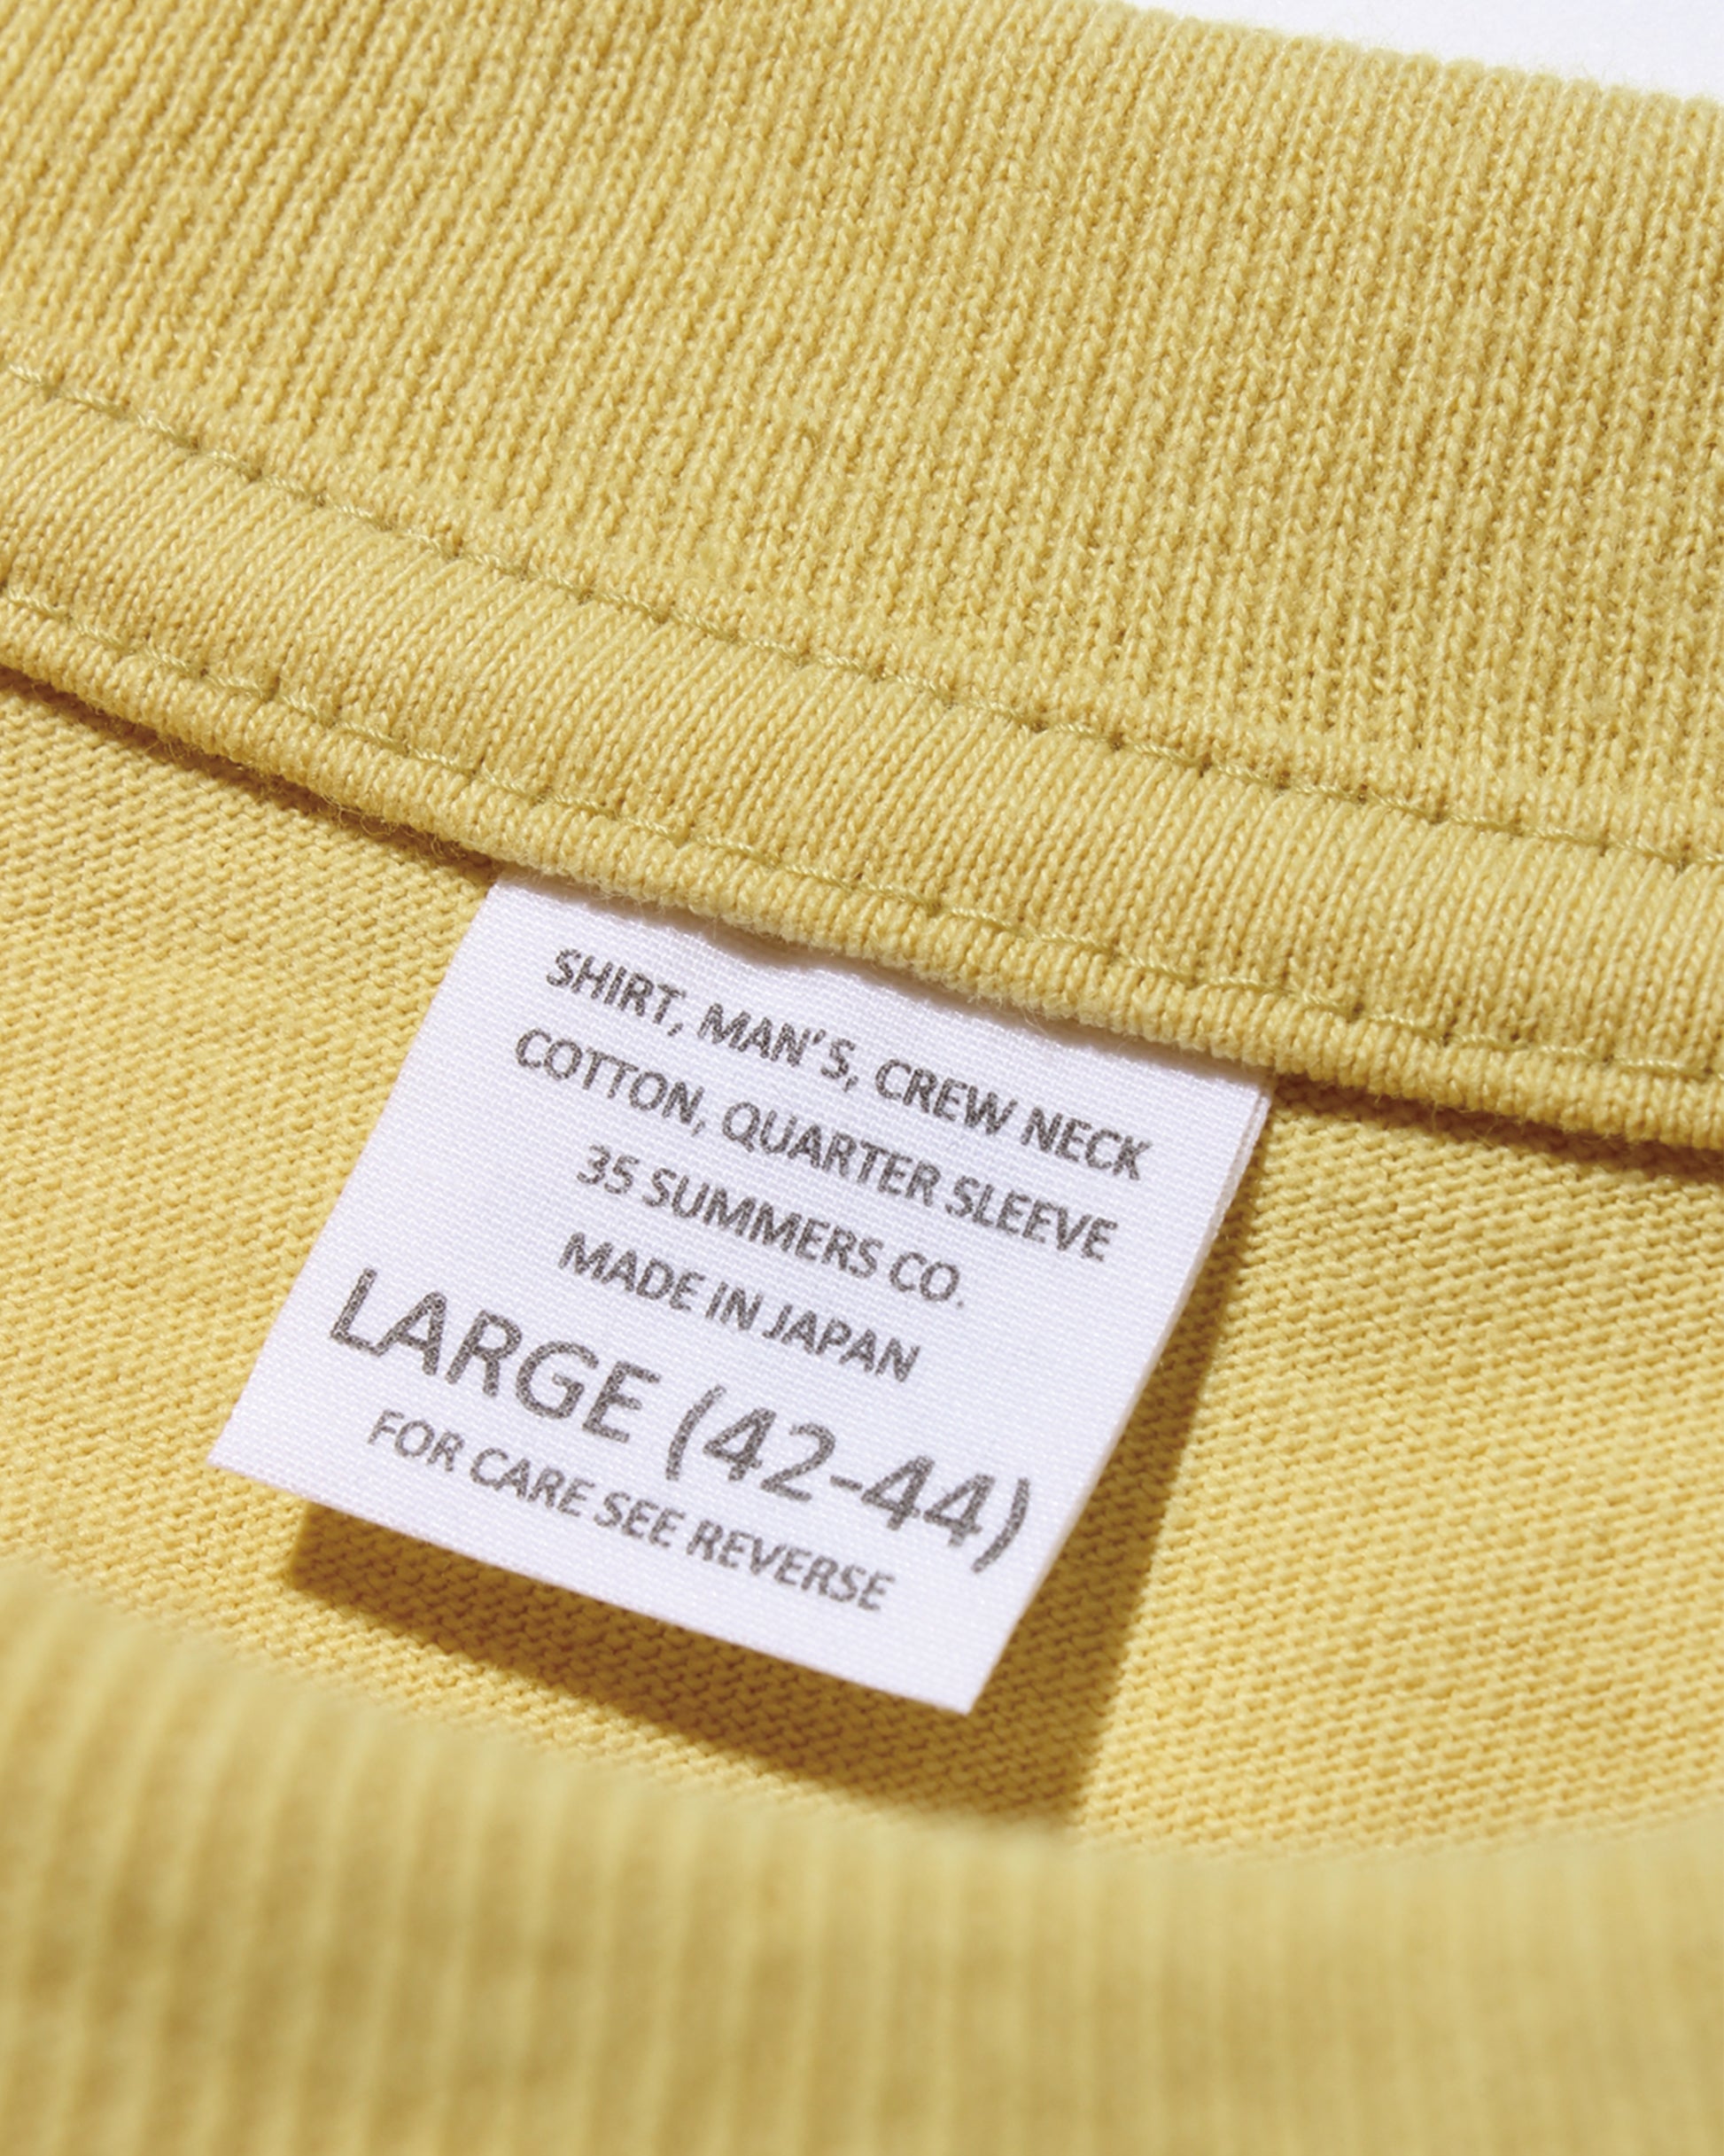 SHIRT, MAN'S, CREW NECK
COTTON, QUARTER SLEEVE
35 SUMMERS CO.
MADE IN JAPAN
LARGE (42-44)
FOR CARE SEE REVERSE